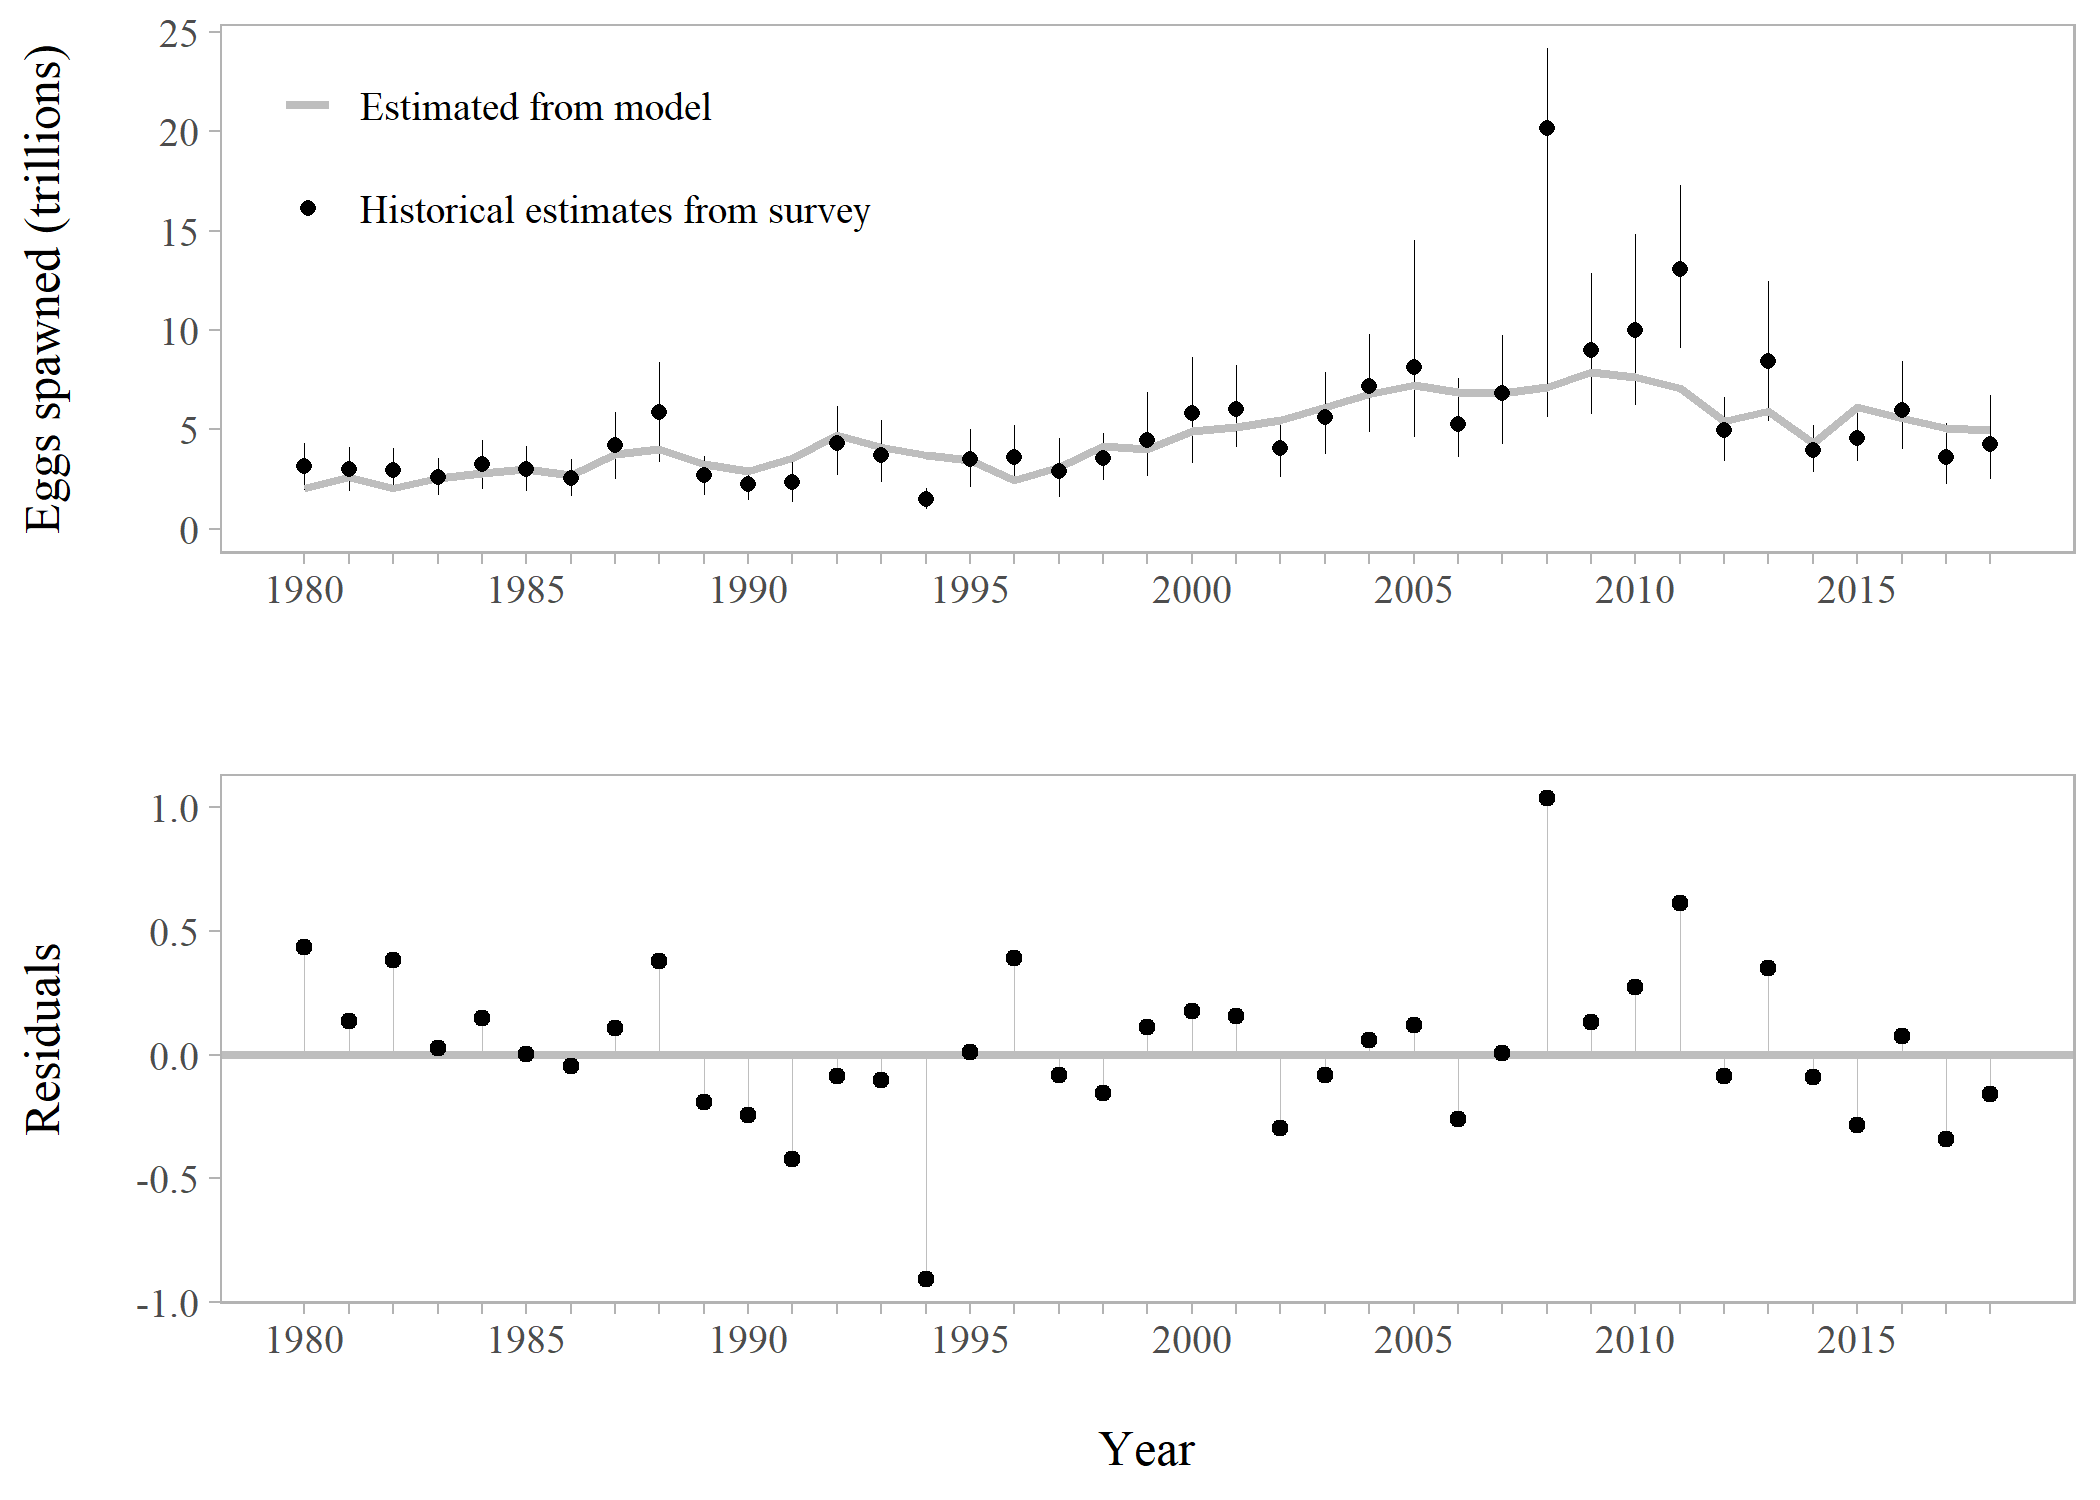 Eggs spawned (trillions)
25
20
15
10
5
0
Estimated from model
Historical estimates from survey
1980 1985 1990 1995 2000 2005 2010 2015
Residuals
1.0
0.5
0.0
-0.5
-1.0
1980 1985 1990 1995 2000 2005 2010 2015
Year